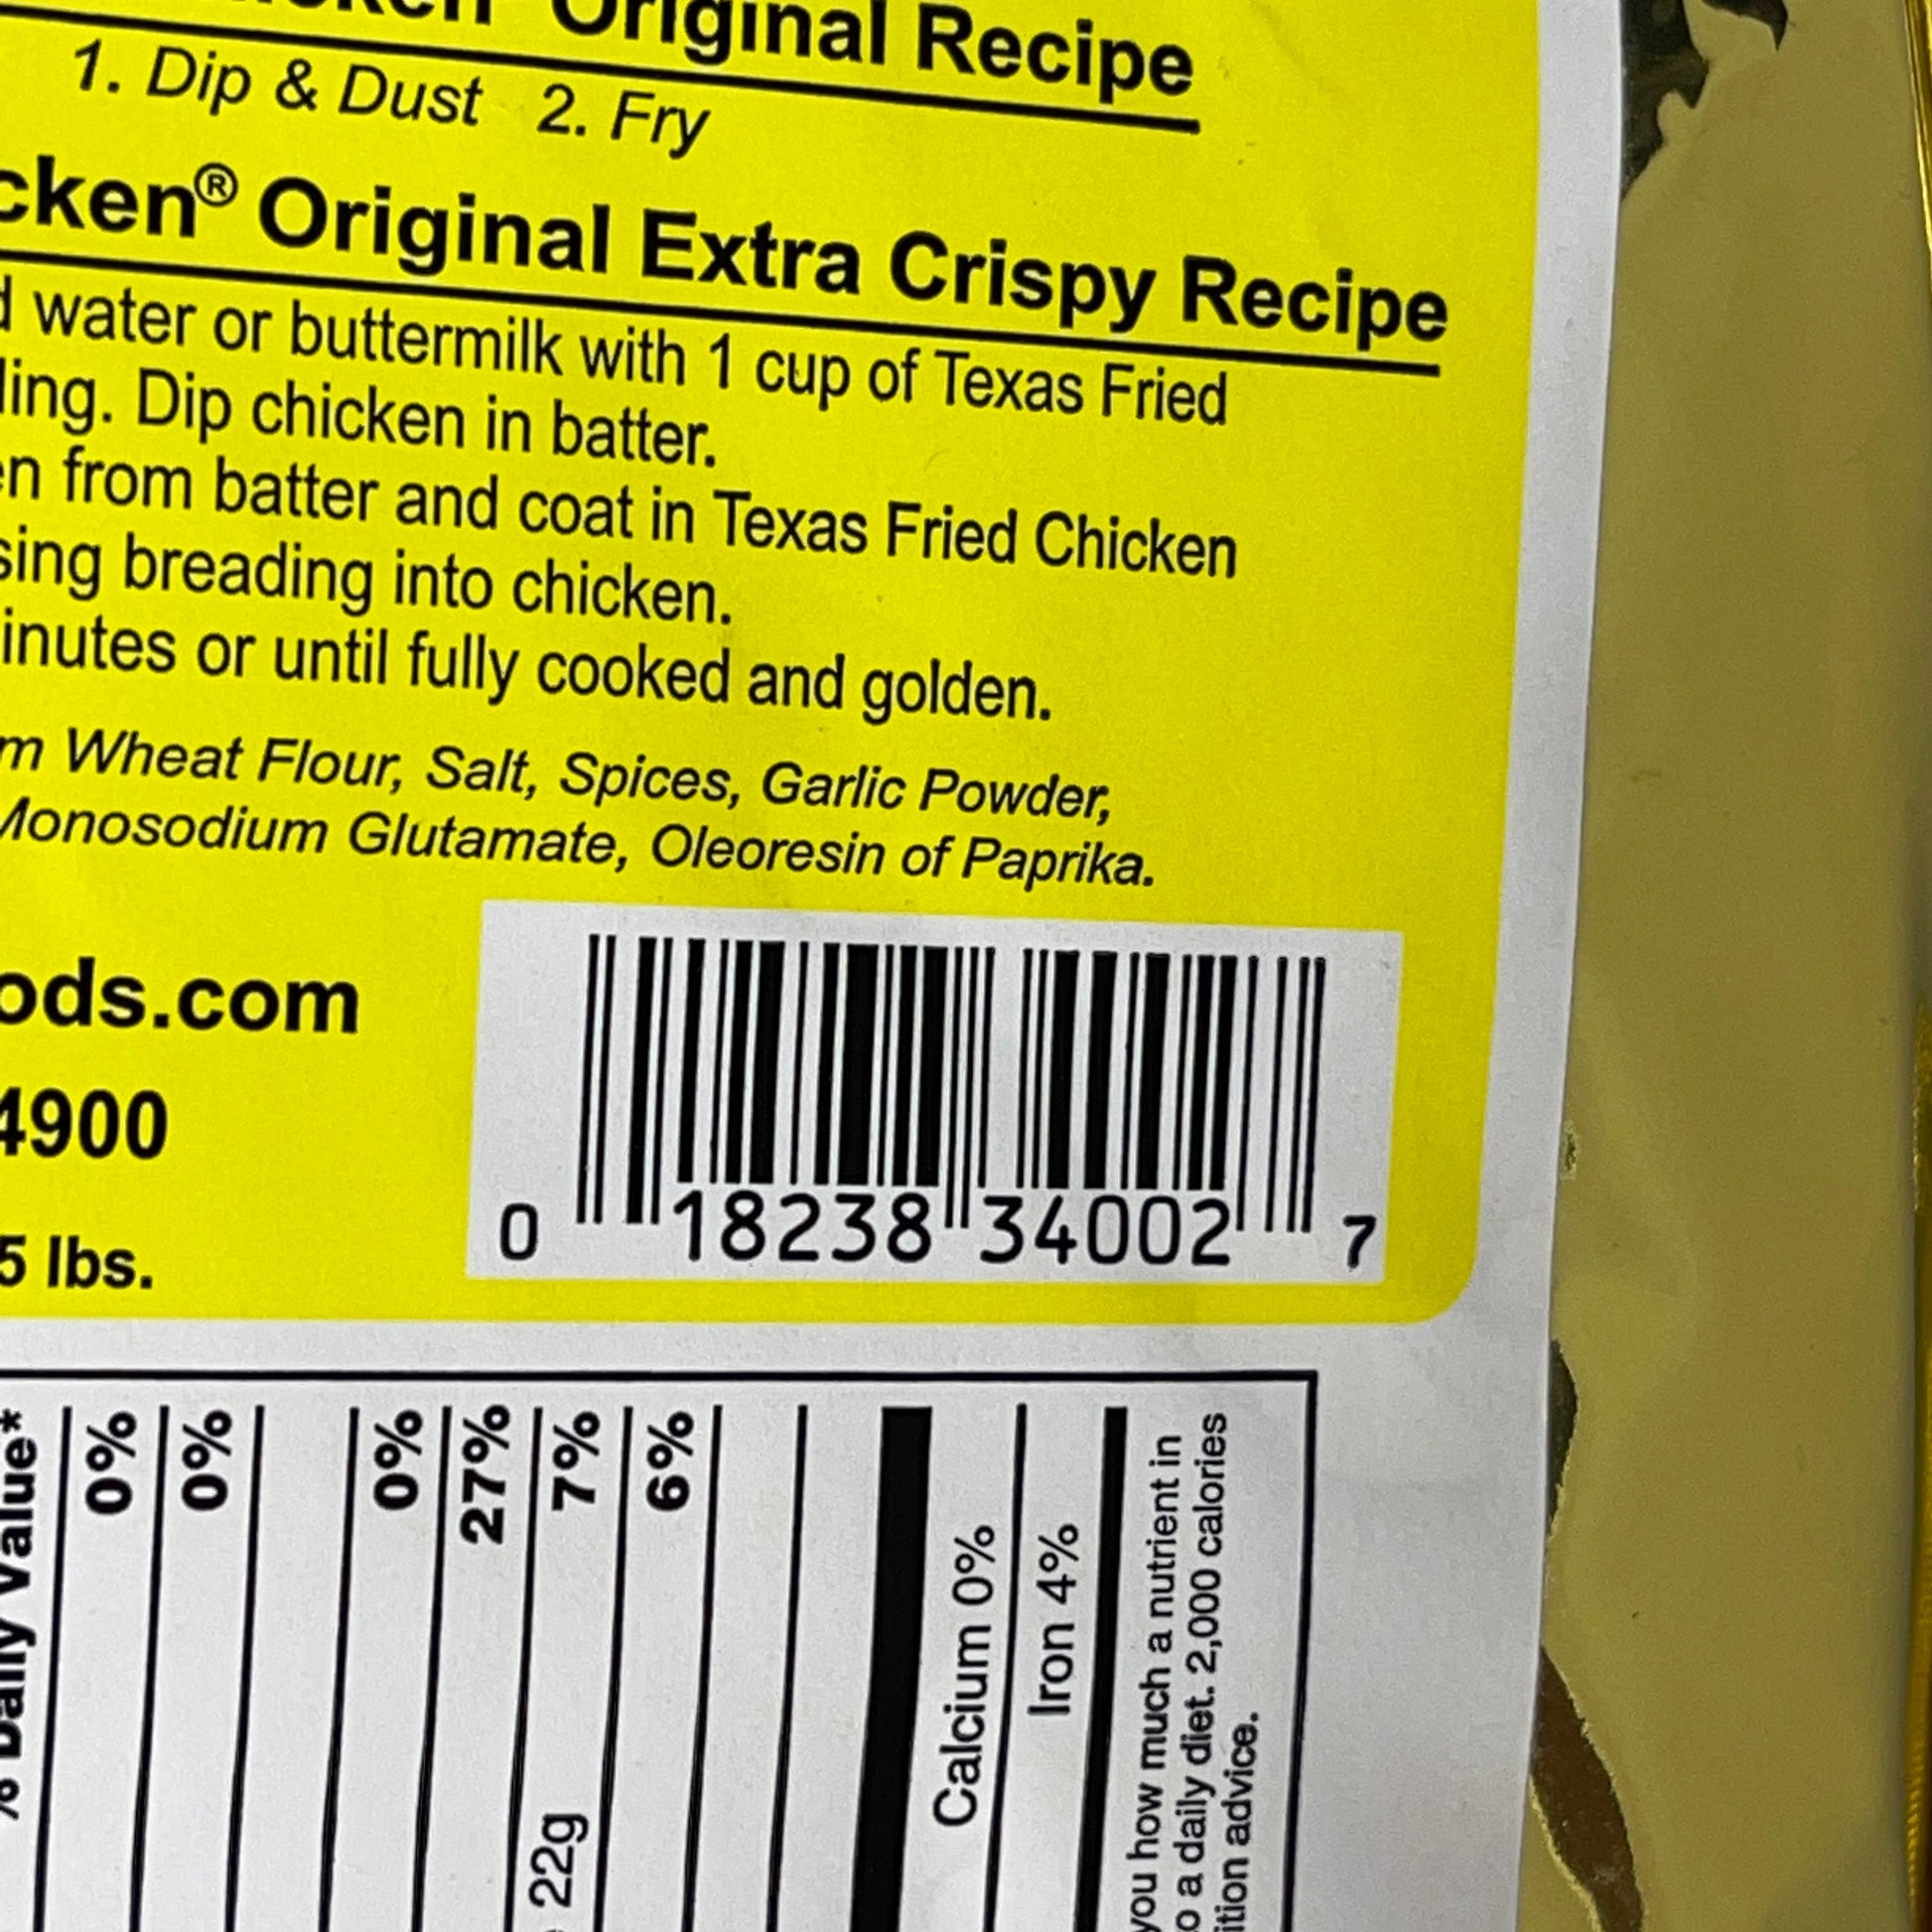 Original Recipe
1. Dip & Dust 2. Fry
cken® Original Extra Crispy Recipe
water or buttermilk with 1 cup of Texas Fried
ling. Dip chicken in batter.
en from batter and coat in Texas Fried Chicken
sing breading into chicken.
inutes or until fully cooked and golden.
m Wheat Flour, Salt, Spices, Garlic Powder,
Monosodium Glutamate, Oleoresin of Paprika.
ods.com
4900
5 lbs.
0 18238 34002 7
% Daily Value*
0%
0%
0%
27%
22g 7%
6%
Calcium 0%
Iron 4%
you how much a nutrient in
o a daily diet. 2,000 calories
ition advice.